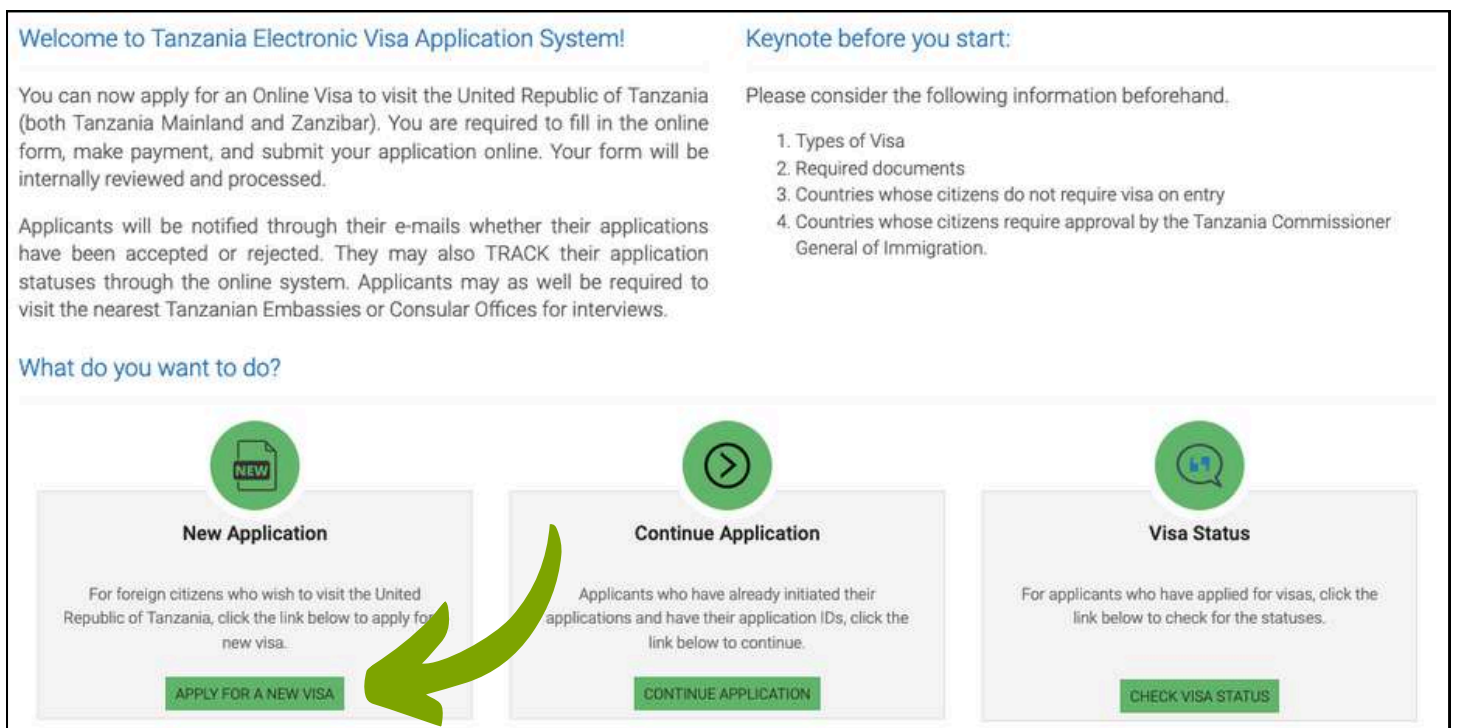 Welcome to Tanzania Electronic Visa Application System!
You can now apply for an Online Visa to visit the United Republic of Tanzania
(both Tanzania Mainland and Zanzibar). You are required to fill in the online
form, make payment, and submit your application online. Your form will be
internally reviewed and processed.
Applicants will be notified through their e-mails whether their applications
have been accepted or rejected. They may also TRACK their application
statuses through the online system. Applicants may as well be required to
visit the nearest Tanzanian Embassies or Consular Offices for interviews.
Keynote before you start:
Please consider the following information beforehand.
1. Types of Visa
2. Required documents
3. Countries whose citizens do not require visa on entry
4. Countries whose citizens require approval by the Tanzania Commissioner
General of Immigration.
What do you want to do?
NEW
New Application
For foreign citizens who wish to visit the United
Republic of Tanzania, click the link below to apply for
new visa.
APPLY FOR A NEW VISA
Continue Application
Applicants who have already initiated their
applications and have their application IDs, click the
link below to continue.
CONTINUE APPLICATION
Visa Status
For applicants who have applied for visas, click the
link below to check for the statuses.
CHECK VISA STATUS